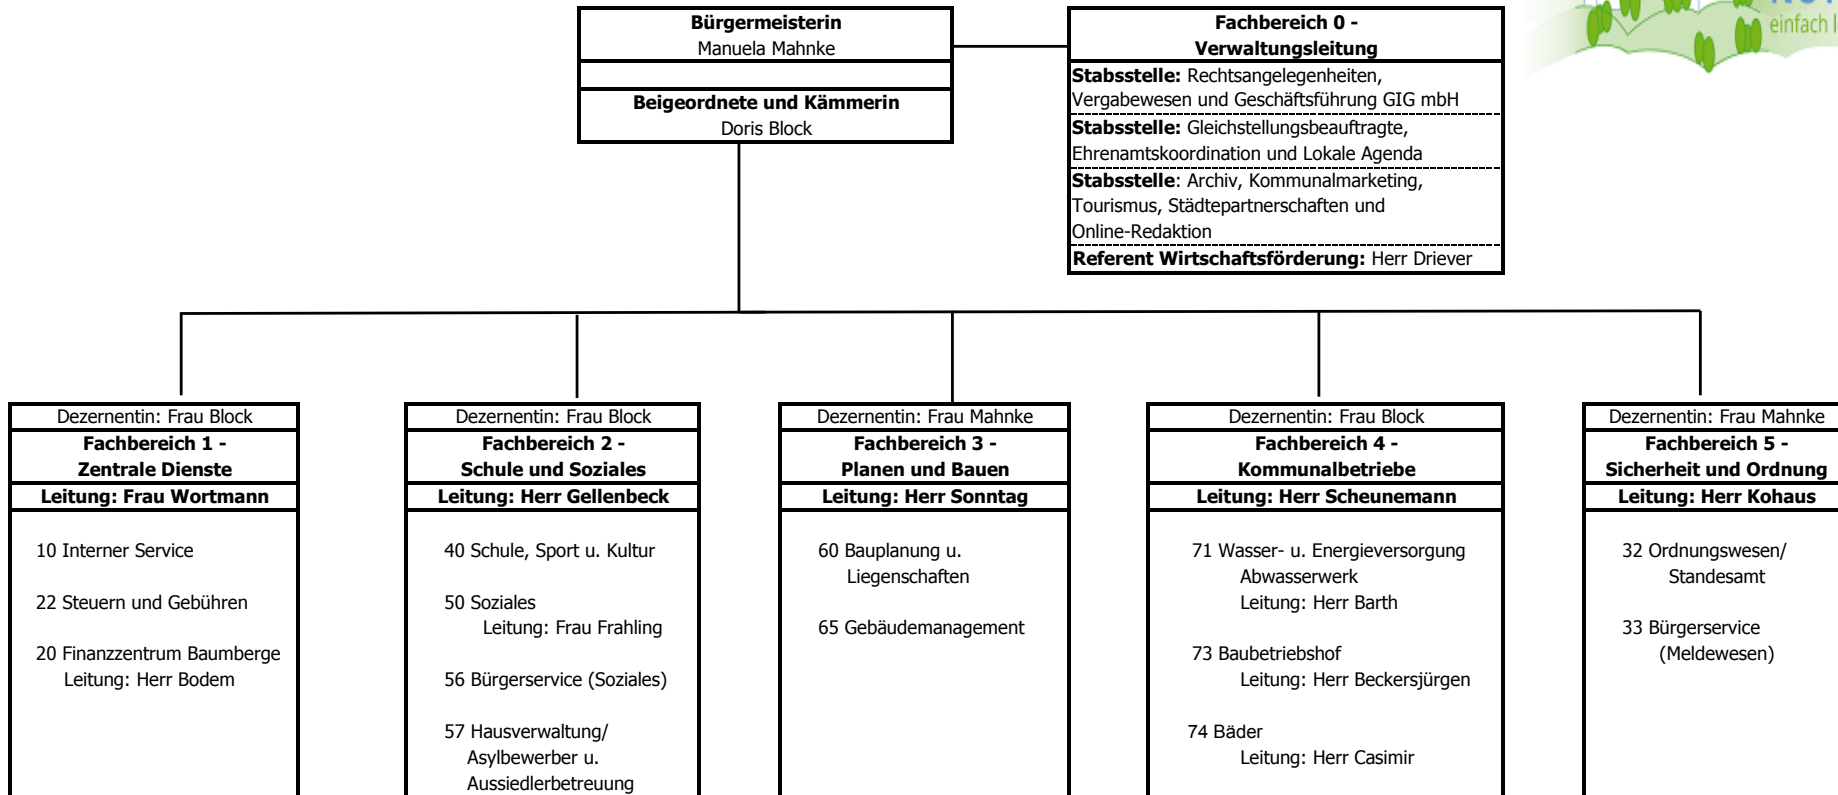 Bürgermeisterin
Manuela Mahnke
Beigeordnete und Kämmerin
Doris Block
Fachbereich 0 -
Verwaltungsleitung
Stabsstelle: Rechtsangelegenheiten,
Vergabewesen und Geschäftsführung GIG mbH
Stabsstelle: Gleichstellungsbeauftragte,
Ehrenamtskoordination und Lokale Agenda
Stabsstelle: Archiv, Kommunalmarketing,
Tourismus, Städtepartnerschaften und
Online-Redaktion
Referent Wirtschaftsförderung: Herr Driever
einfach
Dezernentin: Frau Block
Fachbereich 1 -
Zentrale Dienste
Leitung: Frau Wortmann
10 Interner Service
22 Steuern und Gebühren
20 Finanzzentrum Baumberge
Leitung: Herr Bodem
Dezernentin: Frau Block
Fachbereich 2 -
Schule und Soziales
Leitung: Herr Gellenbeck
40 Schule, Sport u. Kultur
50 Soziales
Leitung: Frau Frahling
56 Bürgerservice (Soziales)
57 Hausverwaltung/
Asylbewerber u.
Aussiedlerbetreuung
Dezernentin: Frau Mahnke
Fachbereich 3 -
Planen und Bauen
Leitung: Herr Sonntag
60 Bauplanung u.
Liegenschaften
65 Gebäudemanagement
Dezernentin: Frau Block
Fachbereich 4 -
Kommunalbetriebe
Leitung: Herr Scheunemann
71 Wasser- u. Energieversorgung
Abwasserwerk
Leitung: Herr Barth
73 Baubetriebshof
Leitung: Herr Beckersjürgen
74 Bäder
Leitung: Herr Casimir
Dezernentin: Frau Mahnke
Fachbereich 5 -
Sicherheit und Ordnung
Leitung: Herr Kohaus
32 Ordnungswesen/
Standesamt
33 Bürgerservice
(Meldewesen)